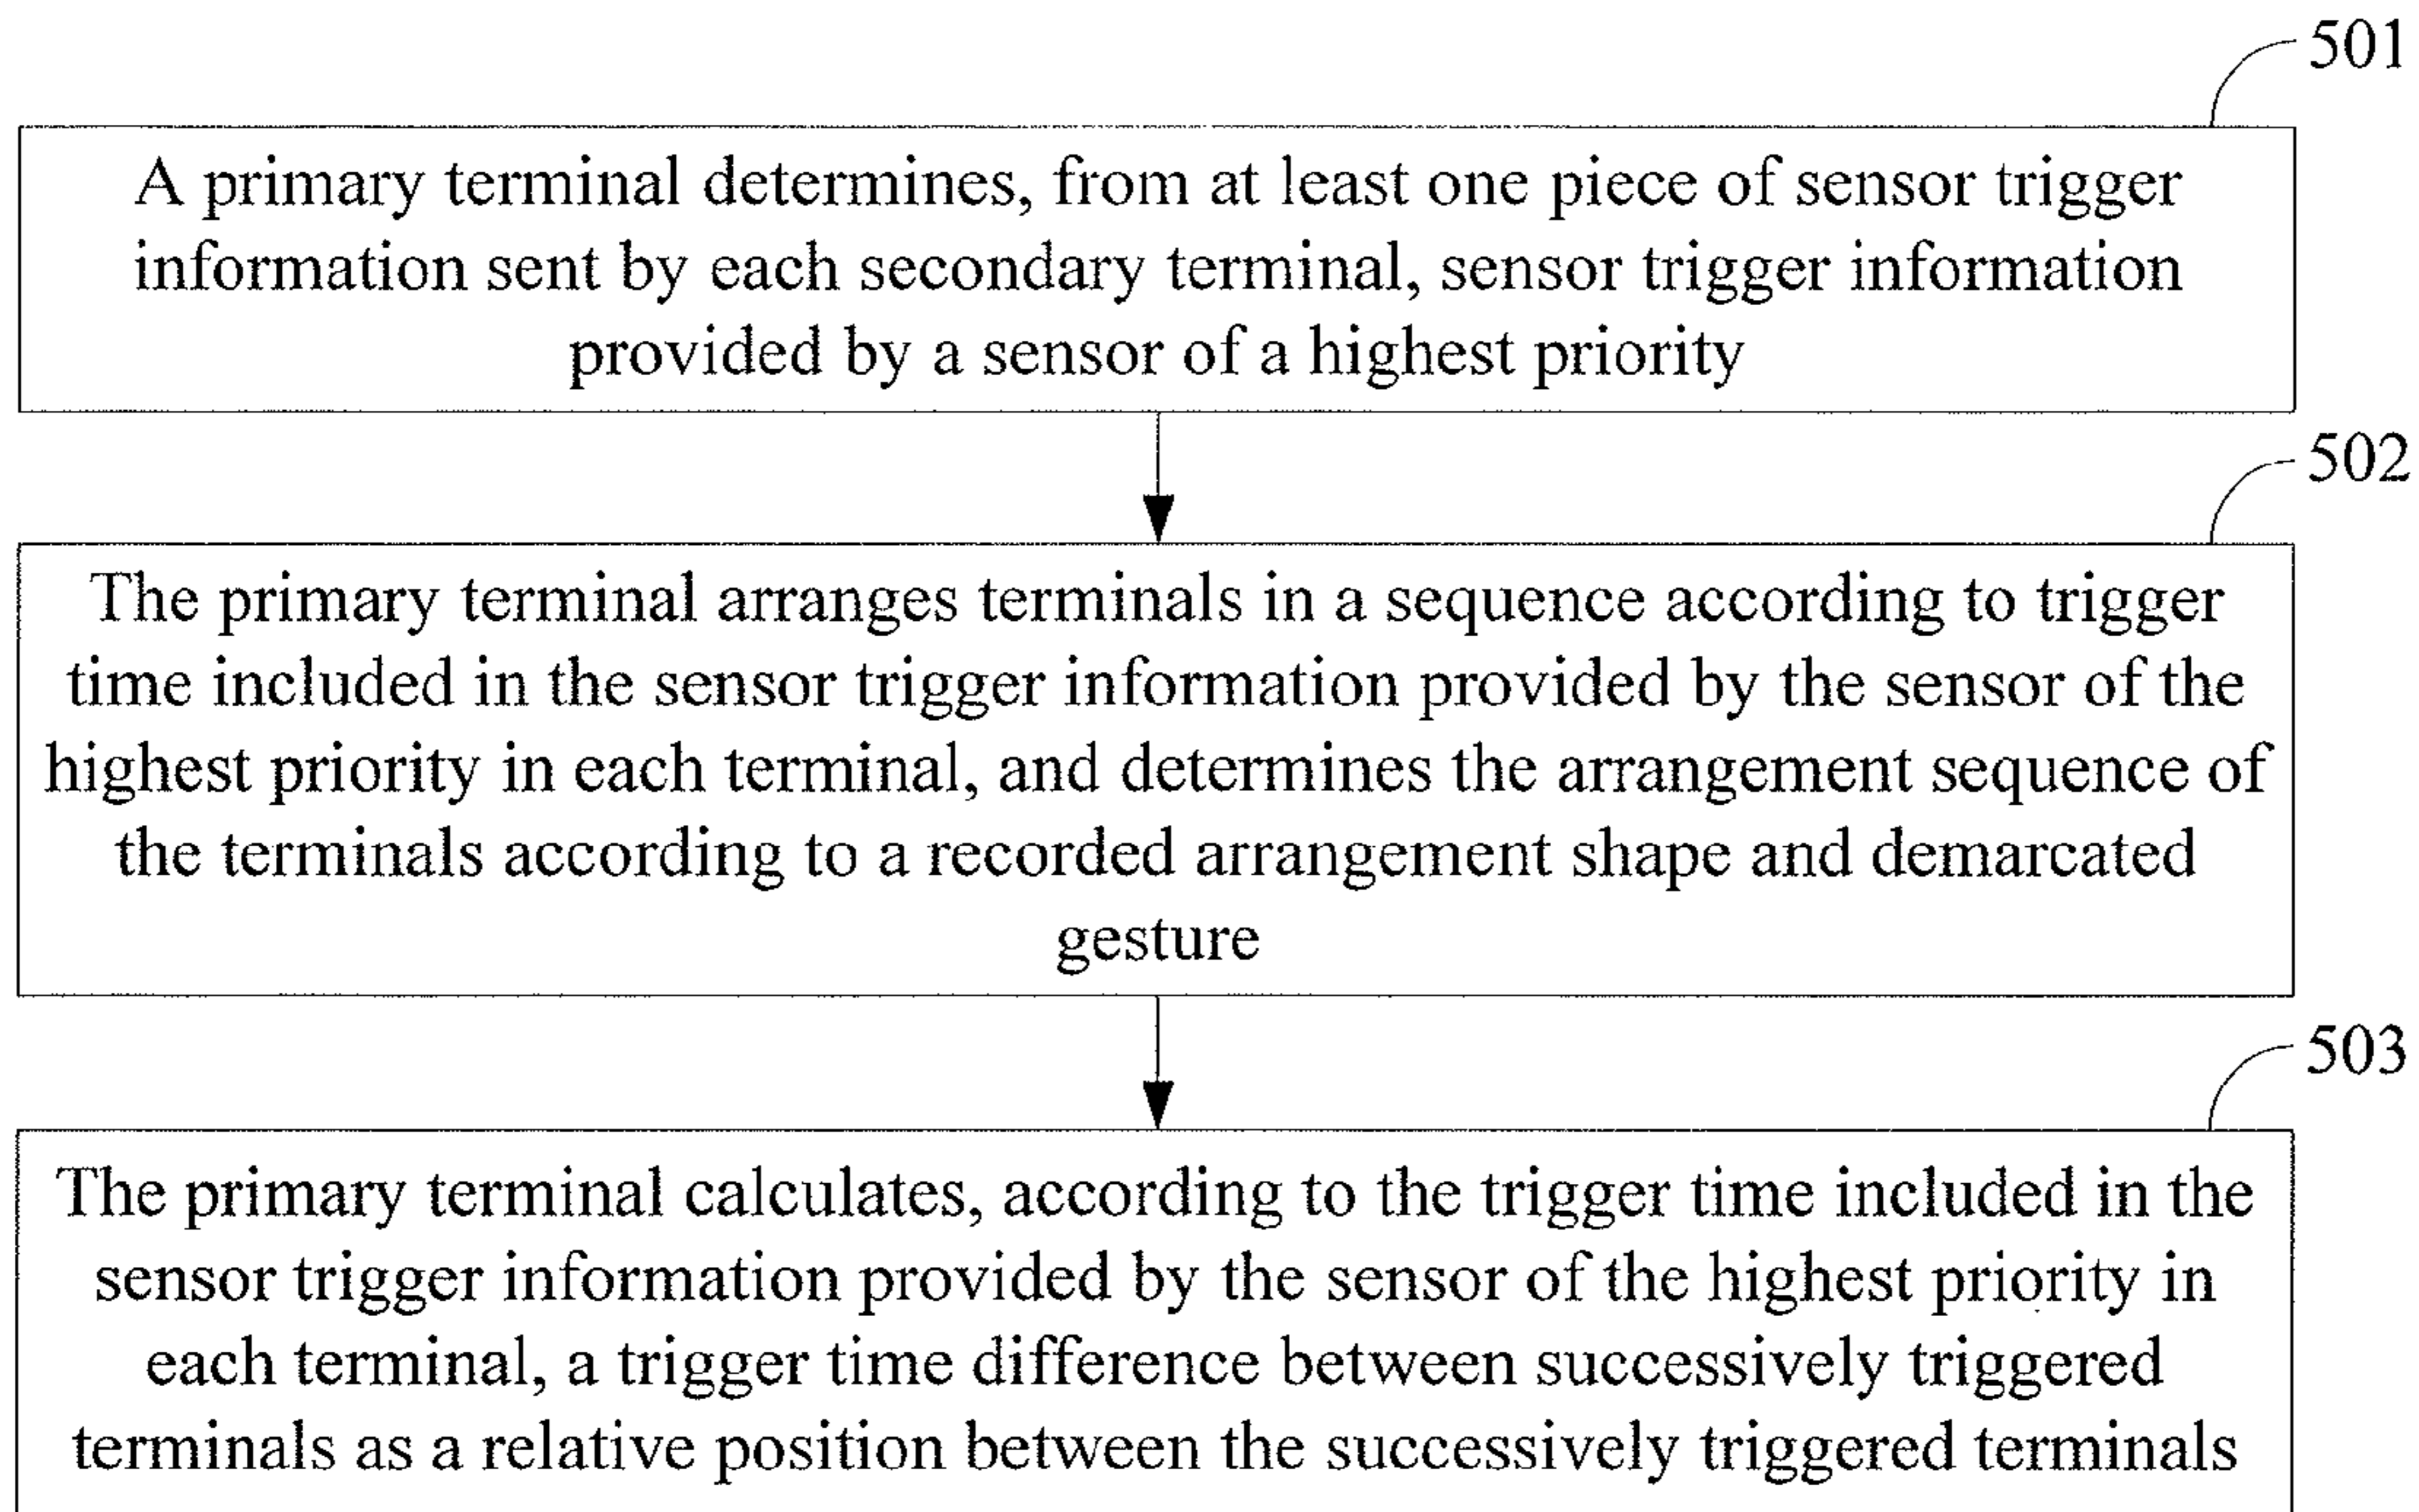 501
A primary terminal determines, from at least one piece of sensor trigger
information sent by each secondary terminal, sensor trigger information
provided by a sensor of a highest priority
502
The primary terminal arranges terminals in a sequence according to trigger
time included in the sensor trigger information provided by the sensor of the
highest priority in each terminal, and determines the arrangement sequence of
the terminals according to a recorded arrangement shape and demarcated
gesture
503
The primary terminal calculates, according to the trigger time included in the
sensor trigger information provided by the sensor of the highest priority in
each terminal, a trigger time difference between successively triggered
terminals as a relative position between the successively triggered terminals